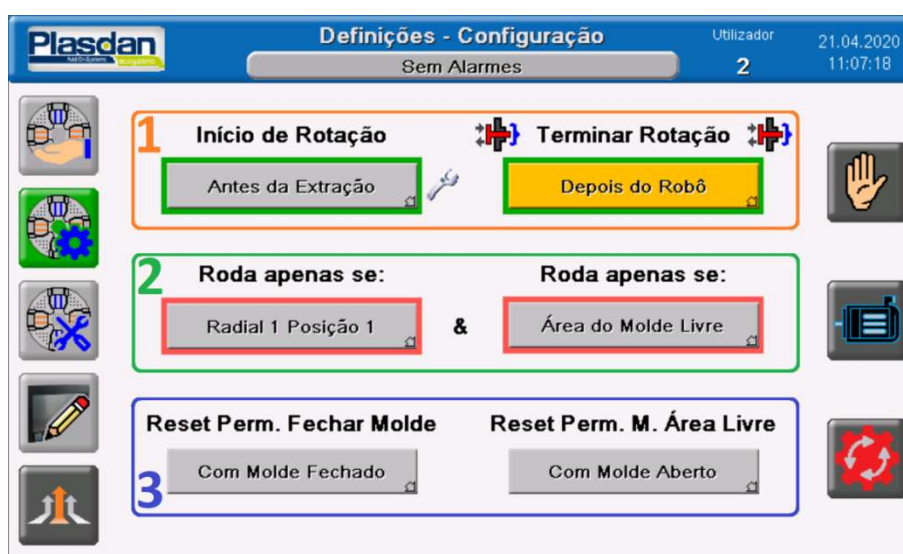 Plasdan
Definições - Configuração
Sem Alarmes
Utilizador
2
21.04.2020
11:07:18
1
Início de Rotação
Terminar Rotação
Antes da Extração
Depois do Robô
2
Roda apenas se:
Roda apenas se:
Radial 1 Posição 1
&
Área do Molde Livre
Reset Perm. Fechar Molde
Reset Perm. M. Área Livre
Com Molde Fechado
Com Molde Aberto
3